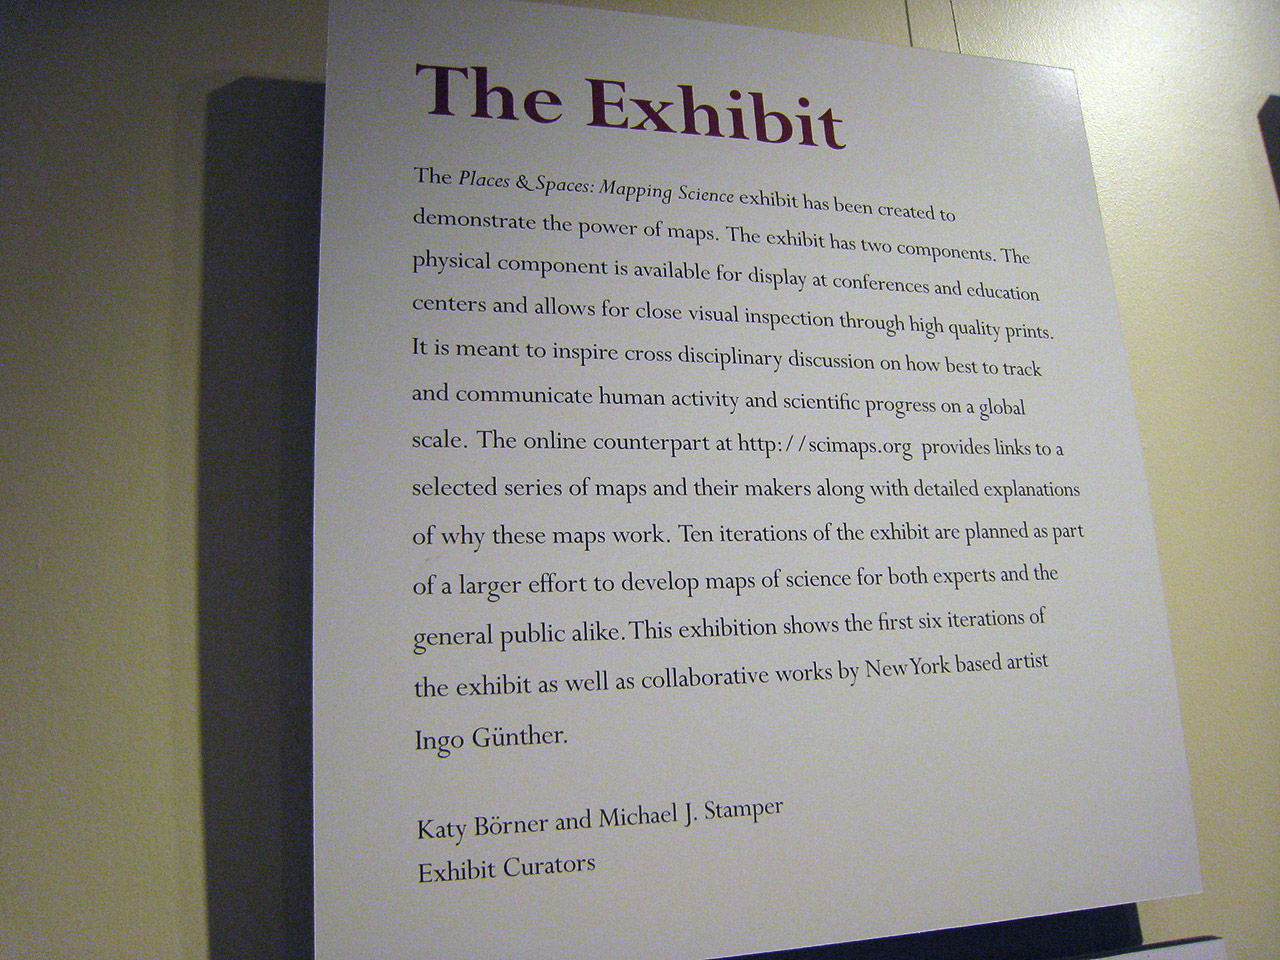 The Exhibit
The Places & Spaces: Mapping Science exhibit has been created to
demonstrate the power of maps. The exhibit has two components. The
physical component is available for display at conferences and education
centers and allows for close visual inspection through high quality prints.
It is meant to inspire cross disciplinary discussion on how best to track
and communicate human activity and scientific progress on a global
scale. The online counterpart at http://scimaps.org provides links to a
selected series of maps and their makers along with detailed explanations
of why these maps work. Ten iterations of the exhibit are planned as part
of a larger effort to develop maps of science for both experts and the
general public alike. This exhibition shows the first six iterations of
the exhibit as well as collaborative works by New York based artist
Ingo Günther.
Katy Börner and Michael J. Stamper
Exhibit Curators